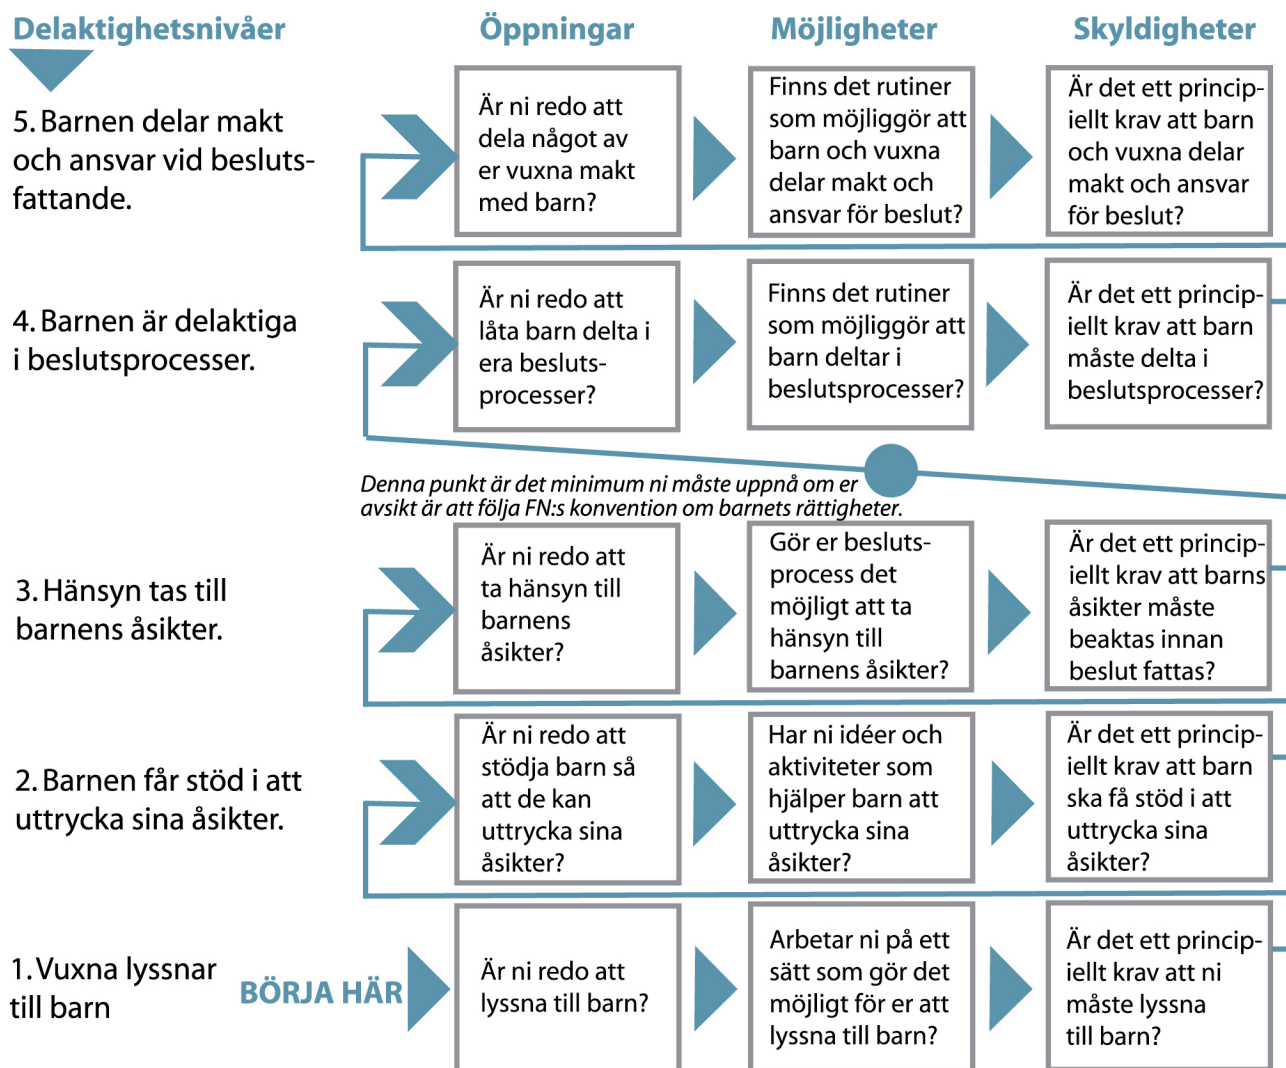 Delaktighetsnivåer
Öppningar
Möjligheter
Skyldigheter
5. Barnen delar makt
och ansvar vid besluts-
fattande.
Är ni redo att
dela något av
er vuxna makt
med barn?
Finns det rutiner
som möjliggör att
barn och vuxna
delar makt och
ansvar för beslut?
Är det ett princip-
iellt krav att barn
och vuxna delar
makt och ansvar
för beslut?
4. Barnen är delaktiga
i beslutsprocesser.
Är ni redo att
låta barn delta i
era besluts-
processer?
Finns det rutiner
som möjliggör att
barn deltar i
beslutsprocesser?
Är det ett princip-
iellt krav att barn
måste delta i
beslutsprocesser?
Denna punkt är det minimum ni måste uppnå om er
avsikt är att följa FN:s konvention om barnets rättigheter.
3. Hänsyn tas till
barnens åsikter.
Är ni redo att
ta hänsyn till
barnens
åsikter?
Gör er besluts-
process det
möjligt att ta
hänsyn till
barnens åsikter?
Är det ett princip-
iellt krav att barns
åsikter måste
beaktas innan
beslut fattas?
2. Barnen får stöd i att
uttrycka sina åsikter.
Är ni redo att
stödja barn så
att de kan
uttrycka sina
åsikter?
Har ni idéer och
aktiviteter som
hjälper barn att
uttrycka sina
åsikter?
Är det ett princip-
iellt krav att barn
ska få stöd i att
uttrycka sina
åsikter?
1. Vuxna lyssnar
till barn
BÖRJA HÄR
Är ni redo att
lyssna till barn?
Arbetar ni på ett
sätt som gör det
möjligt för er att
lyssna till barn?
Är det ett princip-
iellt krav att ni
måste lyssna
till barn?